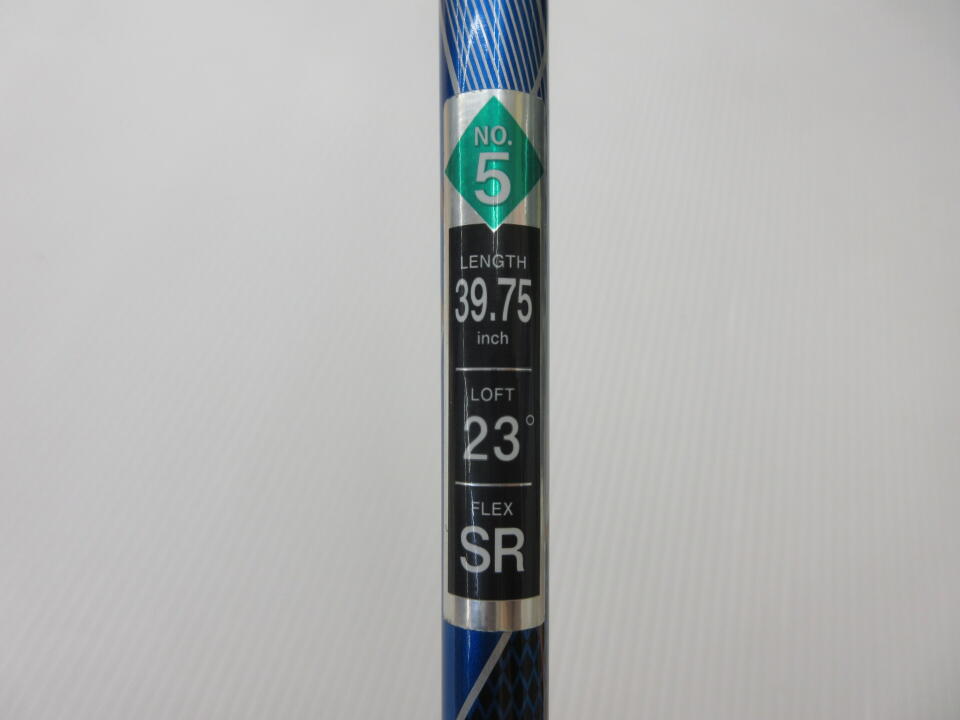 NO.
5
LENGTH
39.75
inch
LOFT
23°
FLEX
SR